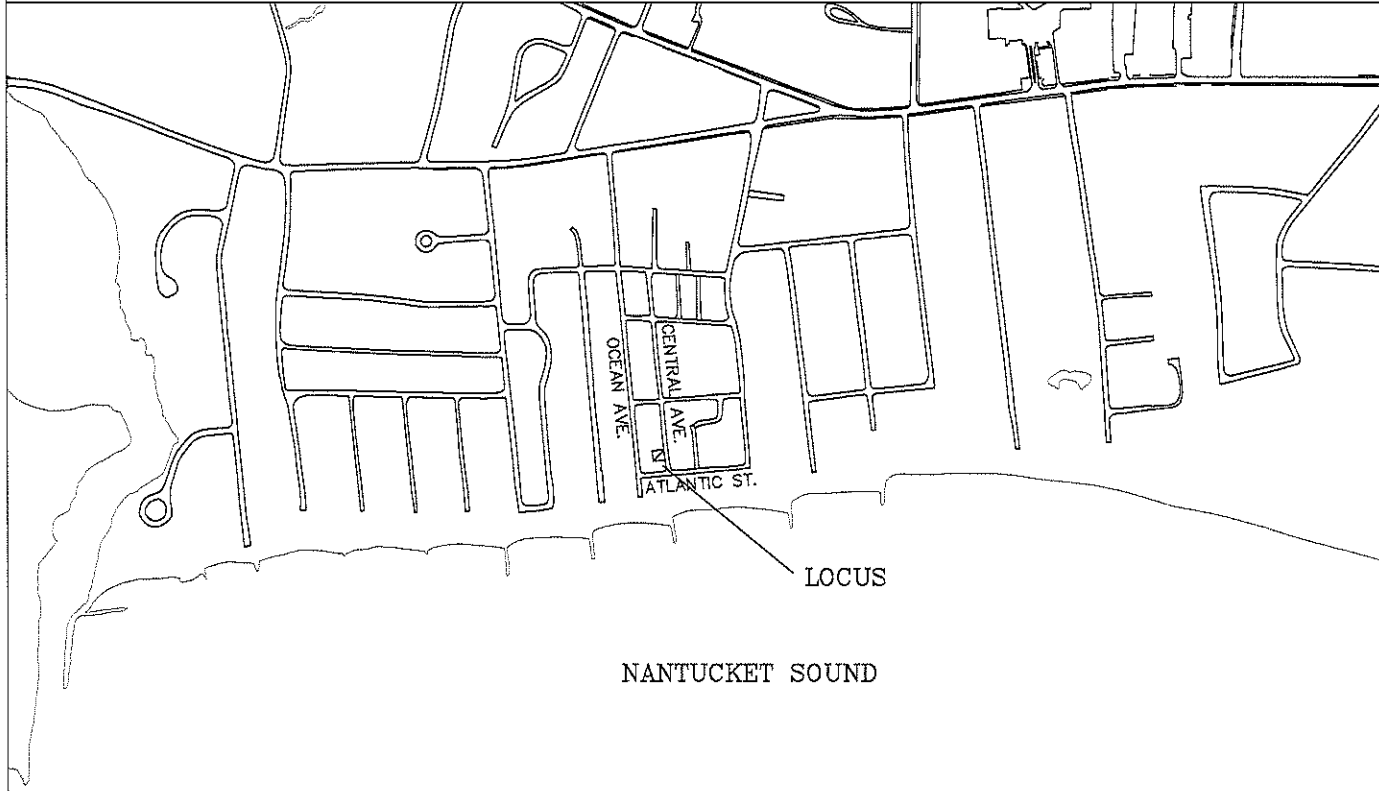 OCEAN AVE.
CENTRAL AVE.
ATLANTIC ST.
LOCUS
NANTUCKET SOUND